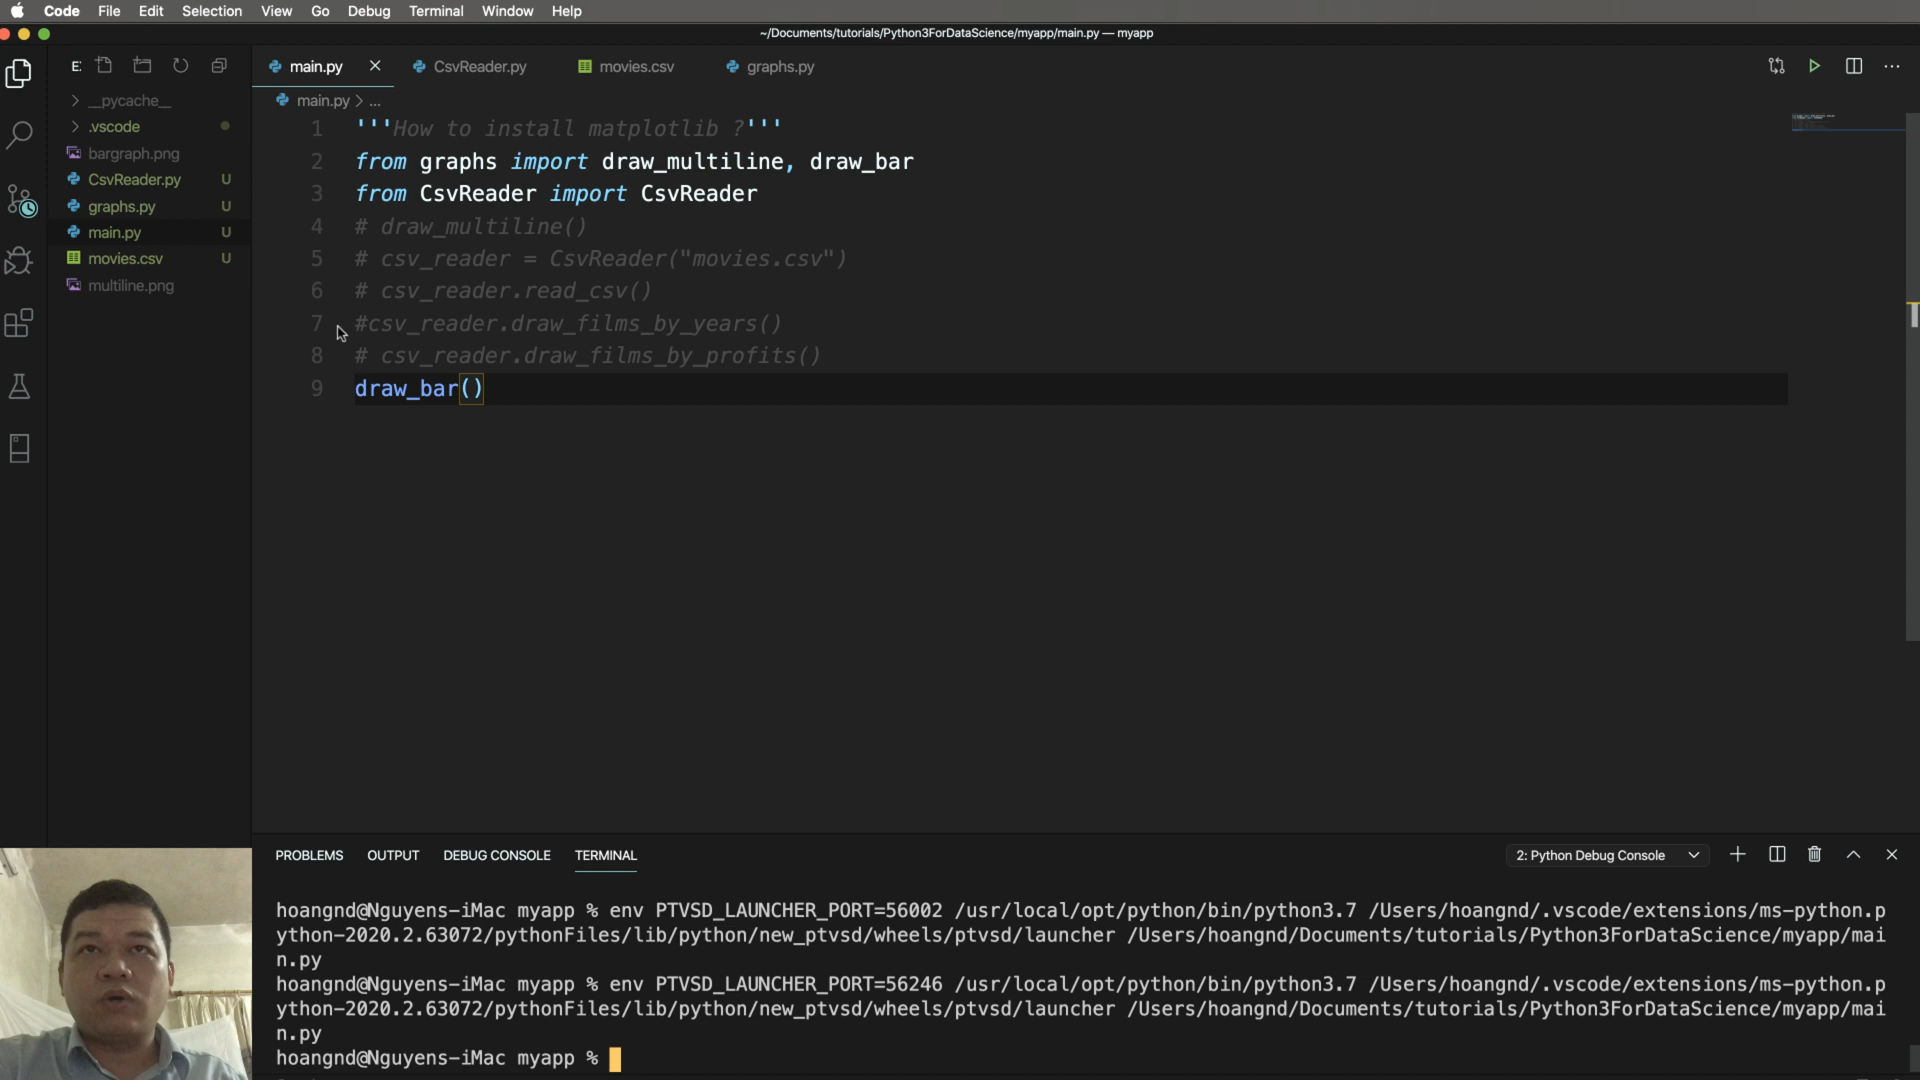 Code File Edit Selection View Go Debug Terminal Window Help
~/Documents/tutorials/Python3ForDataScience/myapp/main.py — myapp
E:
main.py CsvReader.py movies.csv graphs.py
main.py > ...
__pycache__
.vscode
bargraph.png
CsvReader.py U
graphs.py U
main.py U
movies.csv U
multiline.png
1 '''How to install matplotlib ?'''
2 from graphs import draw_multiline, draw_bar
3 from CsvReader import CsvReader
4 # draw_multiline()
5 # csv_reader = CsvReader("movies.csv")
6 # csv_reader.read_csv()
7 #csv_reader.draw_films_by_years()
8 # csv_reader.draw_films_by_profits()
9 draw_bar()
PROBLEMS OUTPUT DEBUG CONSOLE TERMINAL
2: Python Debug Console
hoangnd@Nguyens-iMac myapp % env PTVSD_LAUNCHER_PORT=56002 /usr/local/opt/python/bin/python3.7 /Users/hoangnd/.vscode/extensions/ms-python.p
ython-2020.2.63072/pythonFiles/lib/python/new_ptvsd/wheels/ptvsd/launcher /Users/hoangnd/Documents/tutorials/Python3ForDataScience/myapp/mai
n.py
hoangnd@Nguyens-iMac myapp % env PTVSD_LAUNCHER_PORT=56246 /usr/local/opt/python/bin/python3.7 /Users/hoangnd/.vscode/extensions/ms-python.p
ython-2020.2.63072/pythonFiles/lib/python/new_ptvsd/wheels/ptvsd/launcher /Users/hoangnd/Documents/tutorials/Python3ForDataScience/myapp/mai
n.py
hoangnd@Nguyens-iMac myapp %